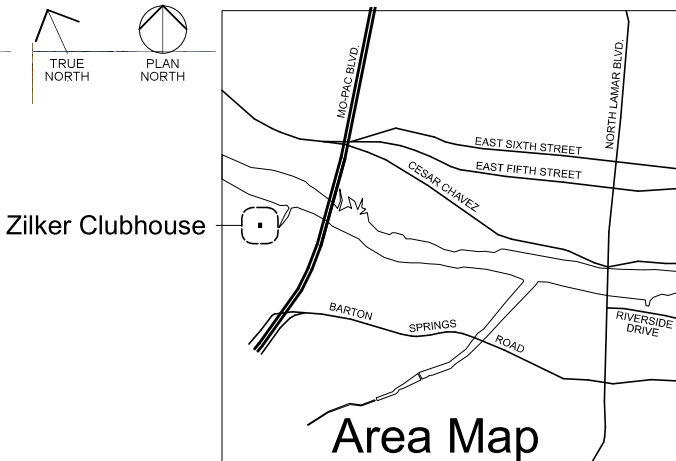 TRUE
NORTH
PLAN
NORTH
MO-PAC BLVD.
NORTH LAMAR BLVD.
EAST SIXTH STREET
EAST FIFTH STREET
CESAR CHAVEZ
Zilker Clubhouse
BARTON SPRINGS ROAD
RIVERSIDE
DRIVE
Area Map